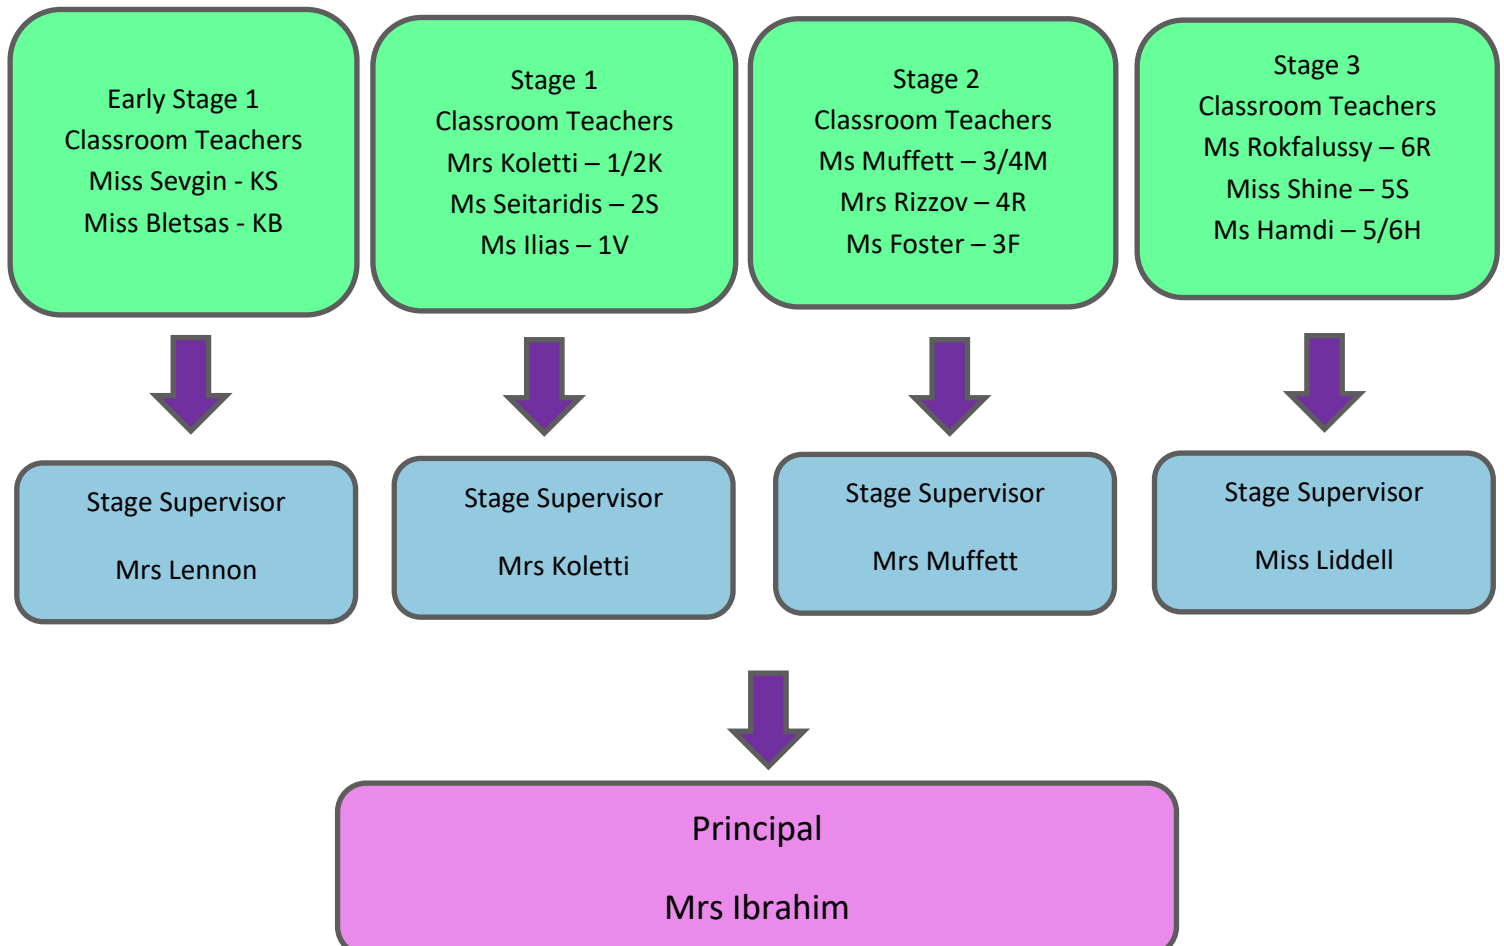 Early Stage 1
Classroom Teachers
Miss Sevgin - KS
Miss Bletsas - KB
Stage 1
Classroom Teachers
Mrs Koletti – 1/2K
Ms Seitaridis – 2S
Ms Ilias – 1V
Stage 2
Classroom Teachers
Ms Muffett – 3/4M
Mrs Rizzov – 4R
Ms Foster – 3F
Stage 3
Classroom Teachers
Ms Rokfalussy – 6R
Miss Shine – 5S
Ms Hamdi – 5/6H
Stage Supervisor
Mrs Lennon
Stage Supervisor
Mrs Koletti
Stage Supervisor
Mrs Muffett
Stage Supervisor
Miss Liddell
Principal
Mrs Ibrahim